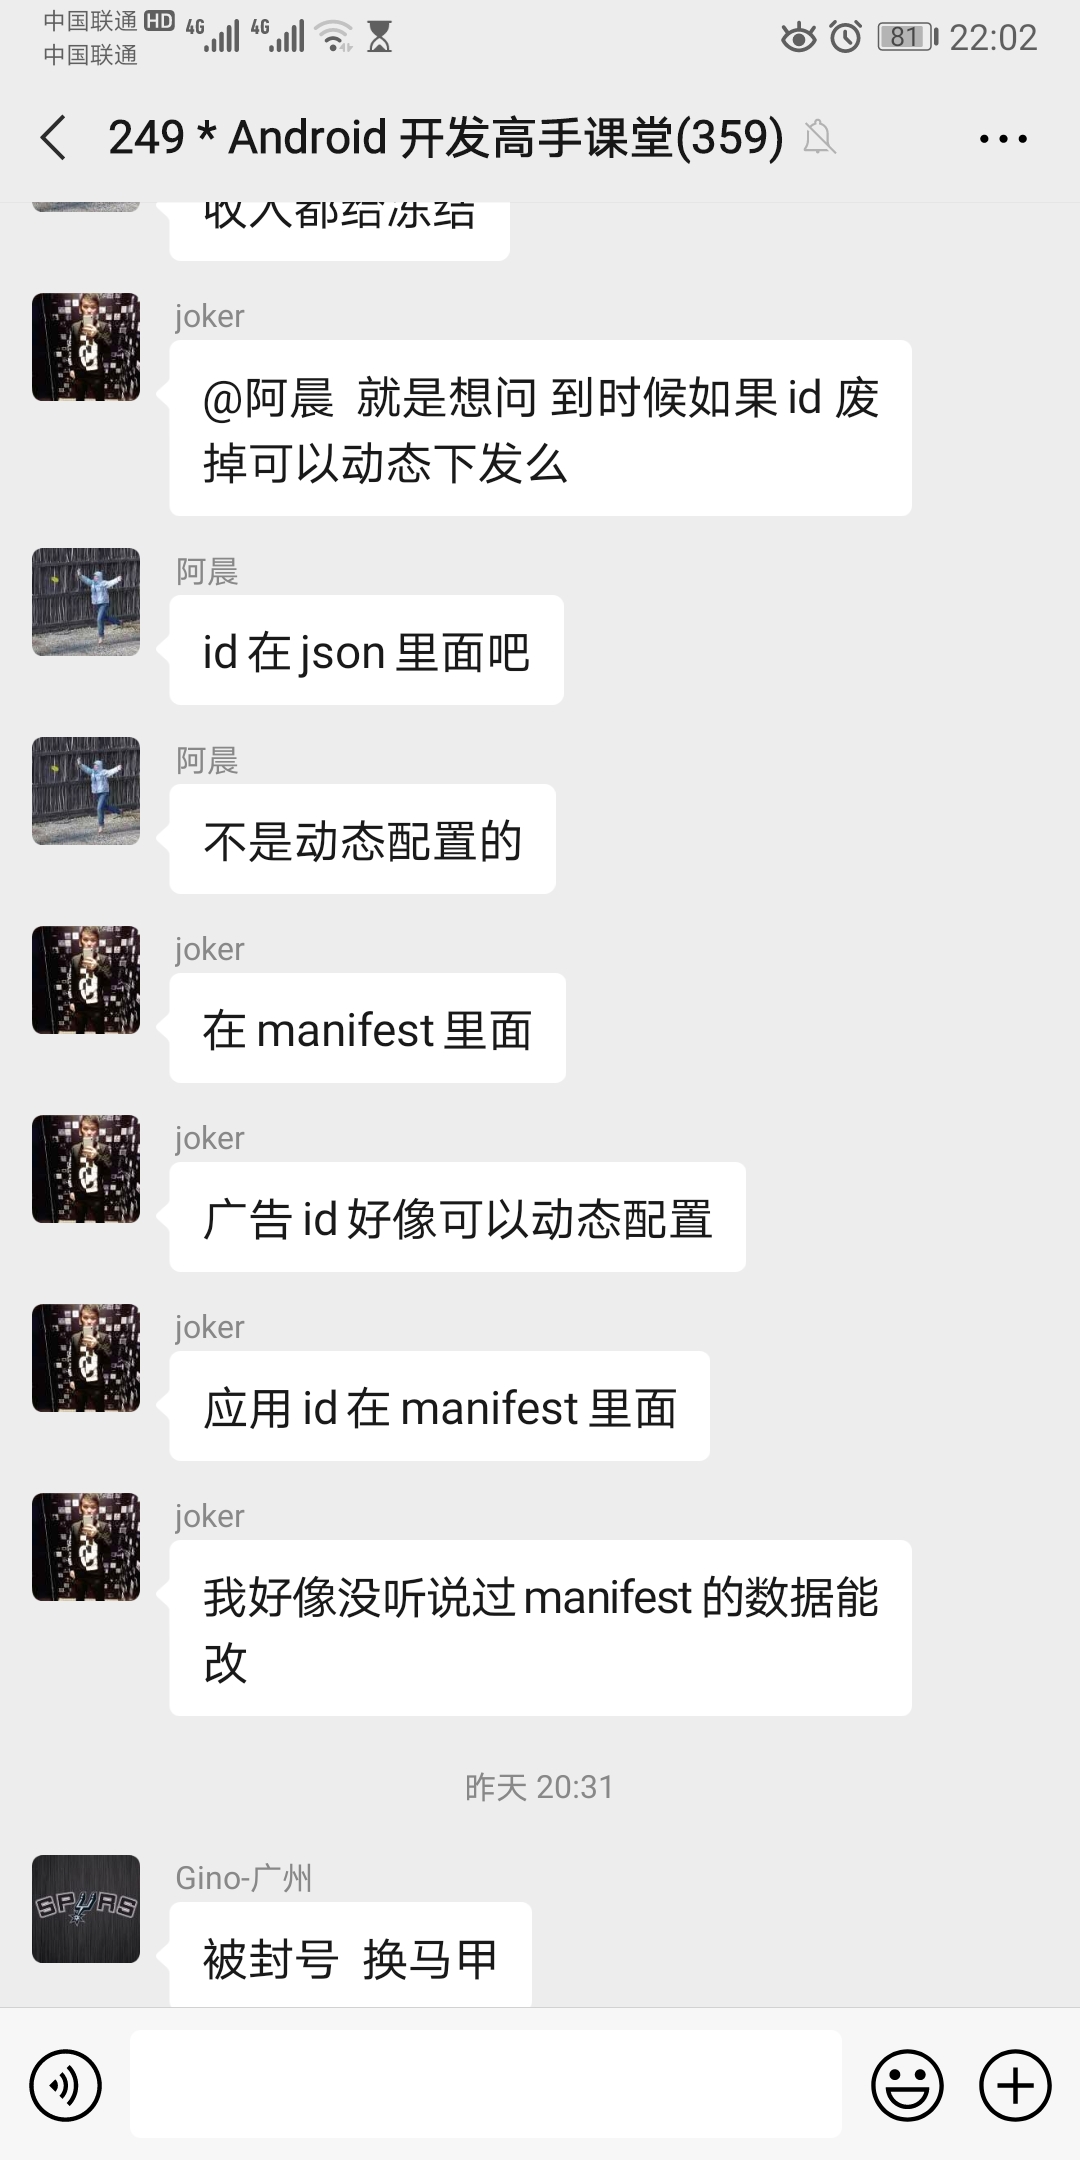 中国联通 HD 4G 4G 81 22:02
中国联通
249 * Android 开发高手课堂(359)
收入都给冻结
joker
@阿晨 就是想问 到时候如果 id 废
掉可以动态下发么
阿晨
id 在 json 里面吧
阿晨
不是动态配置的
joker
在 manifest 里面
joker
广告 id 好像可以动态配置
joker
应用 id 在 manifest 里面
joker
我好像没听说过 manifest 的数据能
改
昨天 20:31
Gino-广州
SPURS
被封号 换马甲